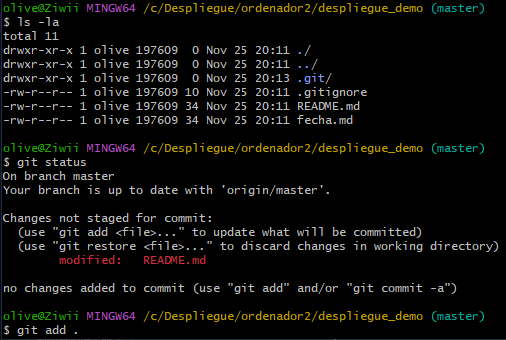 olive@Ziwii MINGW64 /c/Despliegue/ordenador2/despliegue_demo (master)
$ ls -la
total 11
drwxr-xr-x 1 olive 197609  0 Nov 25 20:11 ./
drwxr-xr-x 1 olive 197609  0 Nov 25 20:11 ../
drwxr-xr-x 1 olive 197609  0 Nov 25 20:13 .git/
-rw-r--r-- 1 olive 197609 10 Nov 25 20:11 .gitignore
-rw-r--r-- 1 olive 197609 34 Nov 25 20:11 README.md
-rw-r--r-- 1 olive 197609 34 Nov 25 20:11 fecha.md
olive@Ziwii MINGW64 /c/Despliegue/ordenador2/despliegue_demo (master)
$ git status
On branch master
Your branch is up to date with 'origin/master'.
Changes not staged for commit:
  (use "git add <file>..." to update what will be committed)
  (use "git restore <file>..." to discard changes in working directory)
        modified:   README.md
no changes added to commit (use "git add" and/or "git commit -a")
olive@Ziwii MINGW64 /c/Despliegue/ordenador2/despliegue_demo (master)
$ git add .